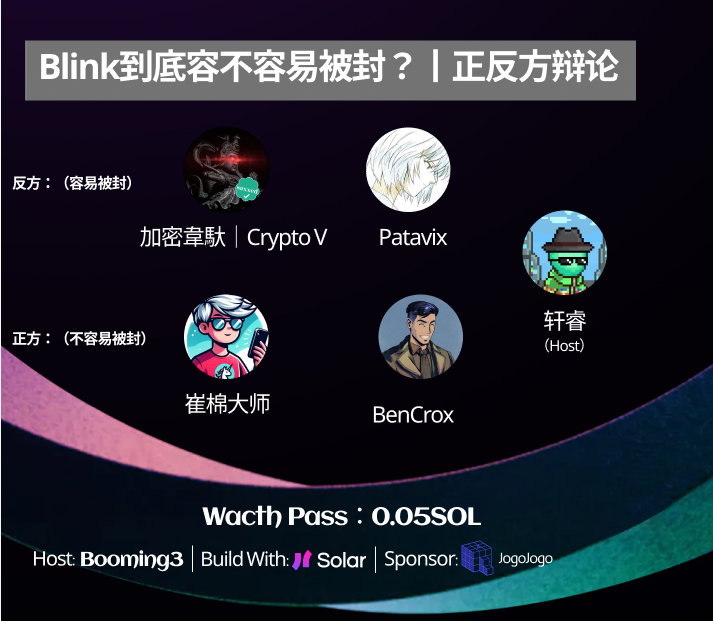 Blink到底容不容易被封？丨正反方辩论
反方：（容易被封）
加密韋馱｜Crypto V
Patavix
轩睿
（Host）
正方：（不容易被封）
崔棉大师
BenCrox
Wacth Pass：0.05SOL
Host: Booming3 | Build With: Solar | Sponsor: JogoJogo